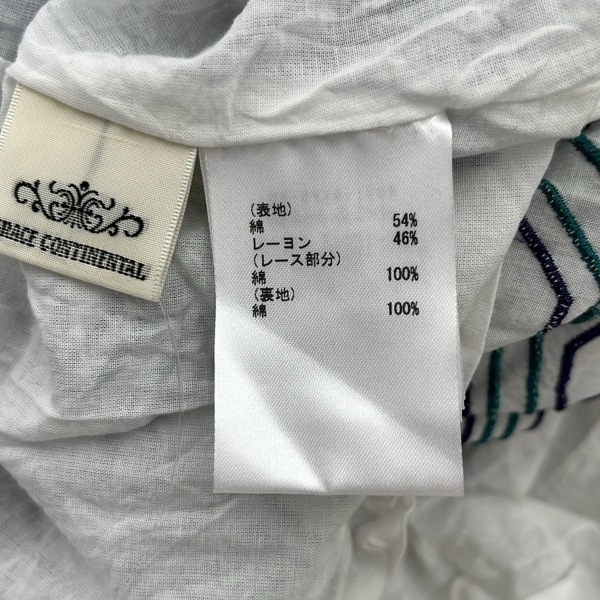 CONTINENTAL
(表地)
綿 54%
レーヨン 46%
(レース部分)
綿 100%
(裏地)
綿 100%